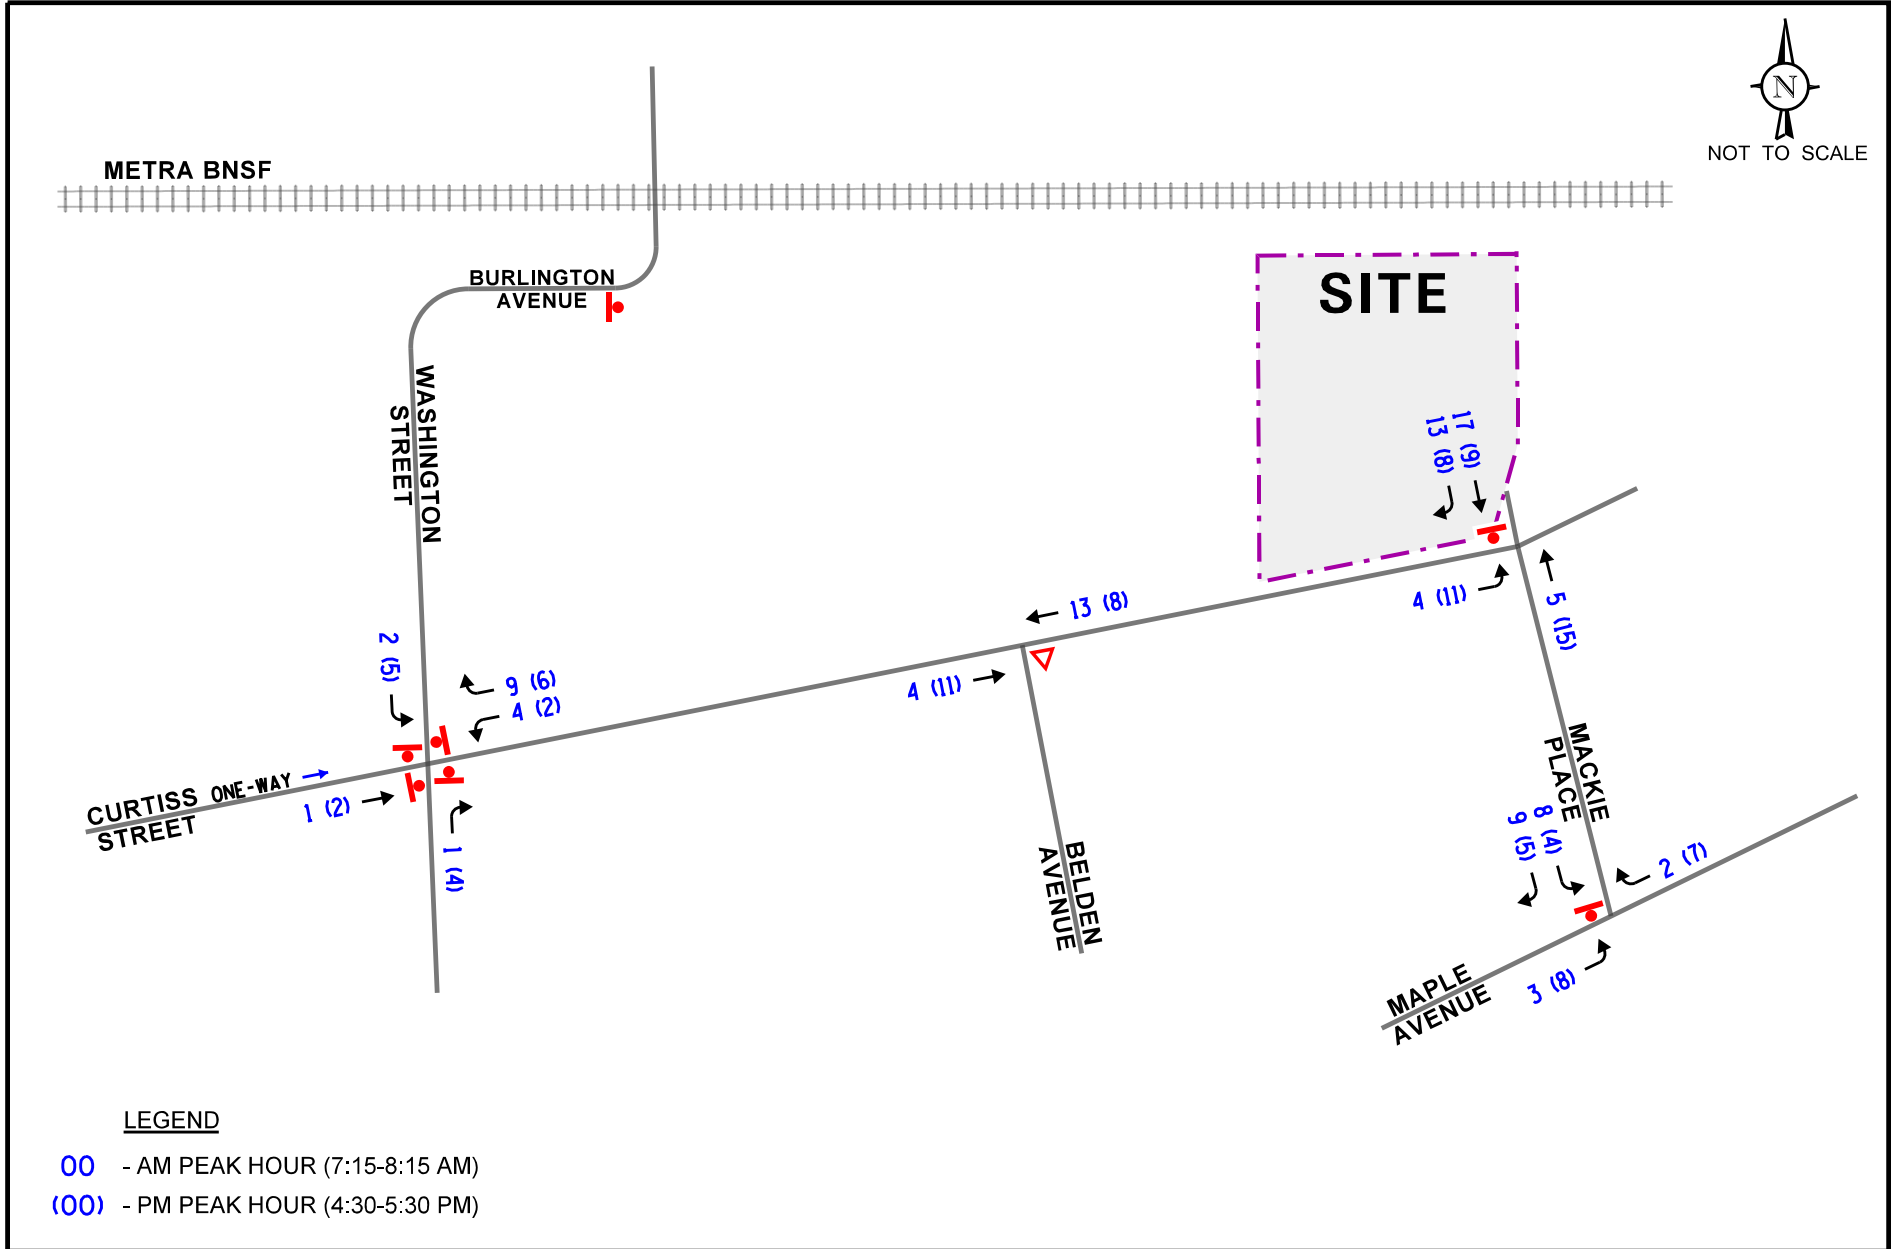 N
NOT TO SCALE
METRA BNSF
BURLINGTON
AVENUE
SITE
WASHINGTON
STREET
17 (9)
13 (8)
13 (8)
4 (11)
5 (15)
2 (5)
9 (6)
4 (2)
4 (11)
CURTISS ONE-WAY
STREET
1 (2)
1 (4)
BELDEN
AVENUE
MACKIE
PLACE
8 (4)
9 (5)
2 (7)
3 (8)
MAPLE
AVENUE
LEGEND
00 - AM PEAK HOUR (7:15-8:15 AM)
(00) - PM PEAK HOUR (4:30-5:30 PM)